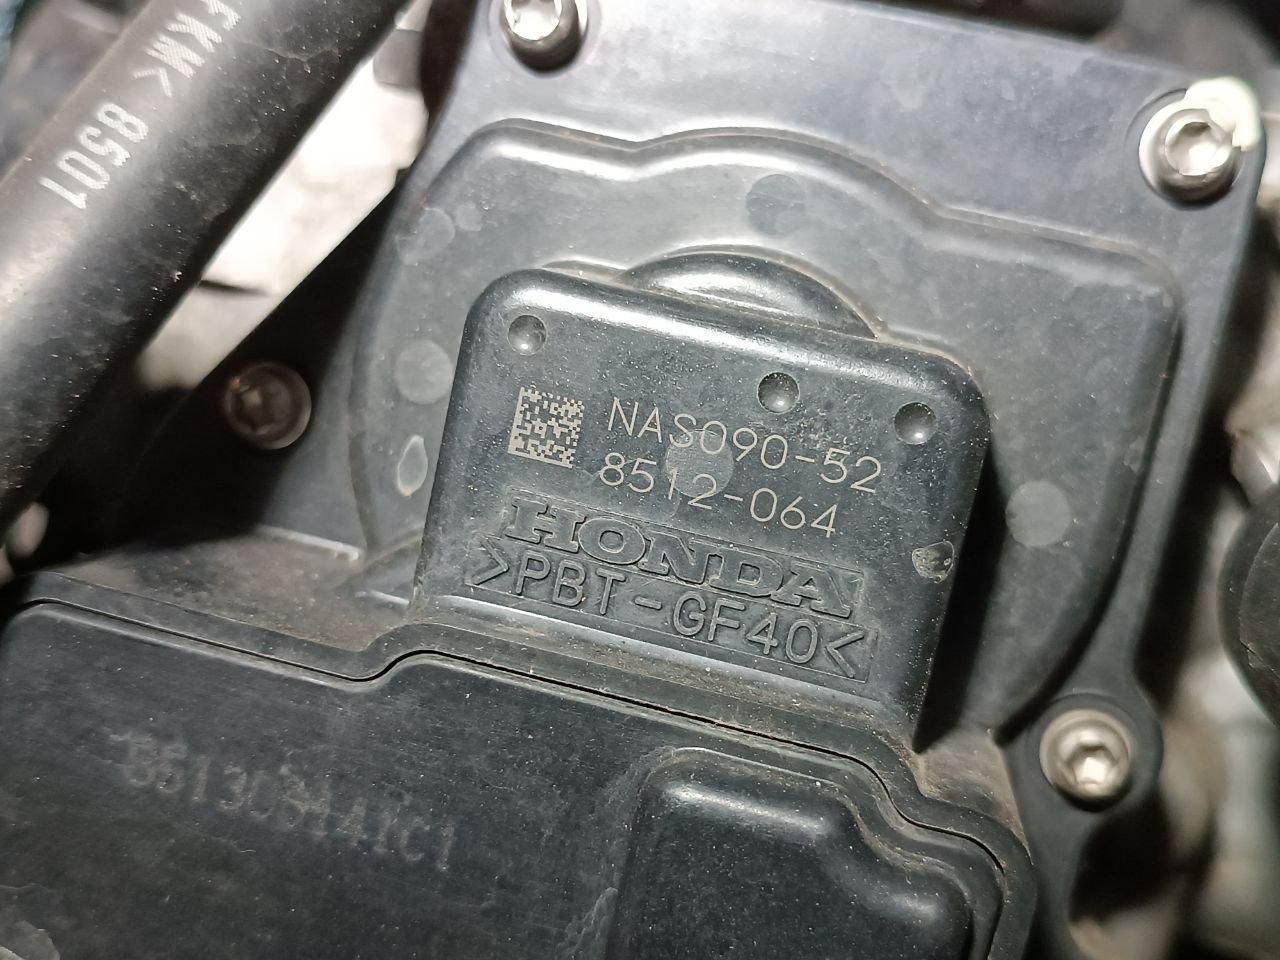 FKM< 8501
NAS090-52
8512-064
HONDA
>PBT-GF40<